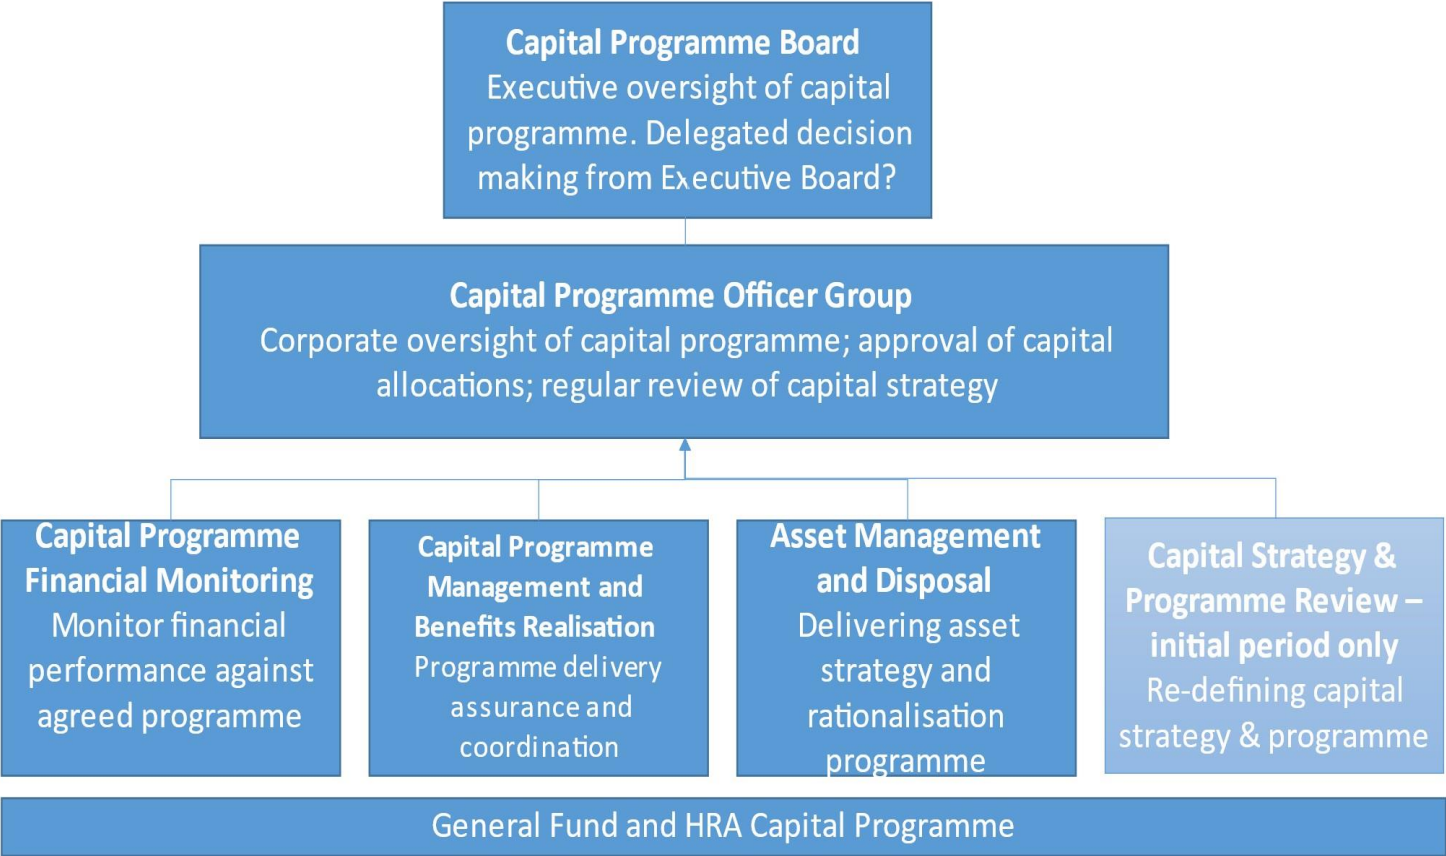 Capital Programme Board
Executive oversight of capital
programme. Delegated decision
making from Executive Board?
Capital Programme Officer Group
Corporate oversight of capital programme; approval of capital
allocations; regular review of capital strategy
Capital Programme
Financial Monitoring
Monitor financial
performance against
agreed programme
Capital Programme
Management and
Benefits Realisation
Programme delivery
assurance and
coordination
Asset Management
and Disposal
Delivering asset
strategy and
rationalisation
programme
Capital Strategy &
Programme Review –
initial period only
Re-defining capital
strategy & programme
General Fund and HRA Capital Programme